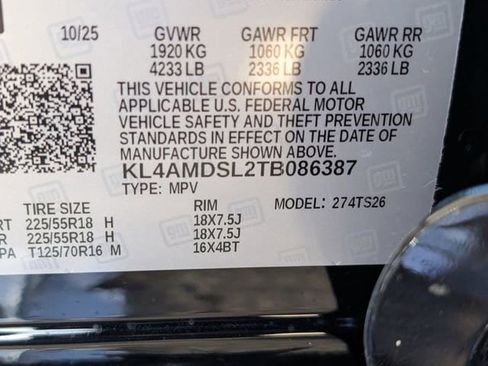 10/25 GVWR GAWR FRT GAWR RR
1920 KG 1060 KG 1060 KG
4233 LB 2336 LB 2336 LB
THIS VEHICLE CONFORMS TO ALL
APPLICABLE U.S. FEDERAL MOTOR
VEHICLE SAFETY AND THEFT PREVENTION
STANDARDS IN EFFECT ON THE DATE
OF MANUFACTURE SHOWN ABOVE.
KL4AMDSL2TB086387
TYPE: MPV MODEL: 274TS26
TIRE SIZE RIM
RT 225/55R18 H 18X7.5J
225/55R18 H 18X7.5J
PA T125/70R16 M 16X4BT